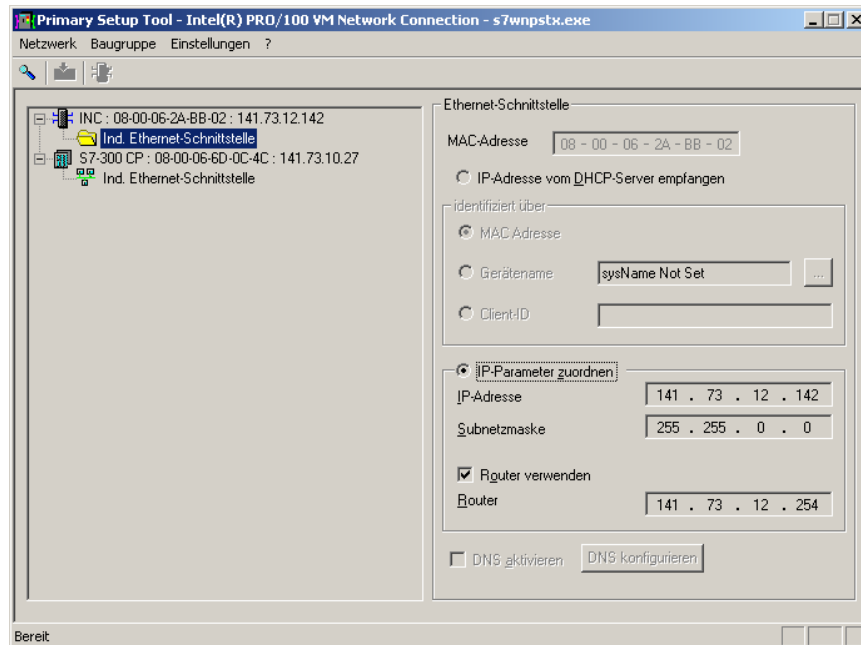 Primary Setup Tool - Intel(R) PRO/100 VM Network Connection - s7wnpstx.exe
Netzwerk Baugruppe Einstellungen ?
INC : 08-00-06-2A-BB-02 : 141.73.12.142
Ind. Ethernet-Schnittstelle
S7-300 CP : 08-00-06-6D-0C-4C : 141.73.10.27
Ind. Ethernet-Schnittstelle
Ethernet-Schnittstelle
MAC-Adresse 08 - 00 - 06 - 2A - BB - 02
IP-Adresse vom DHCP-Server empfangen
identifiziert über
MAC Adresse
Gerätename sysName Not Set ...
Client-ID
IP-Parameter zuordnen
IP-Adresse 141 . 73 . 12 . 142
Subnetzmaske 255 . 255 . 0 . 0
Router verwenden
Router 141 . 73 . 12 . 254
DNS aktivieren DNS konfigurieren
Bereit